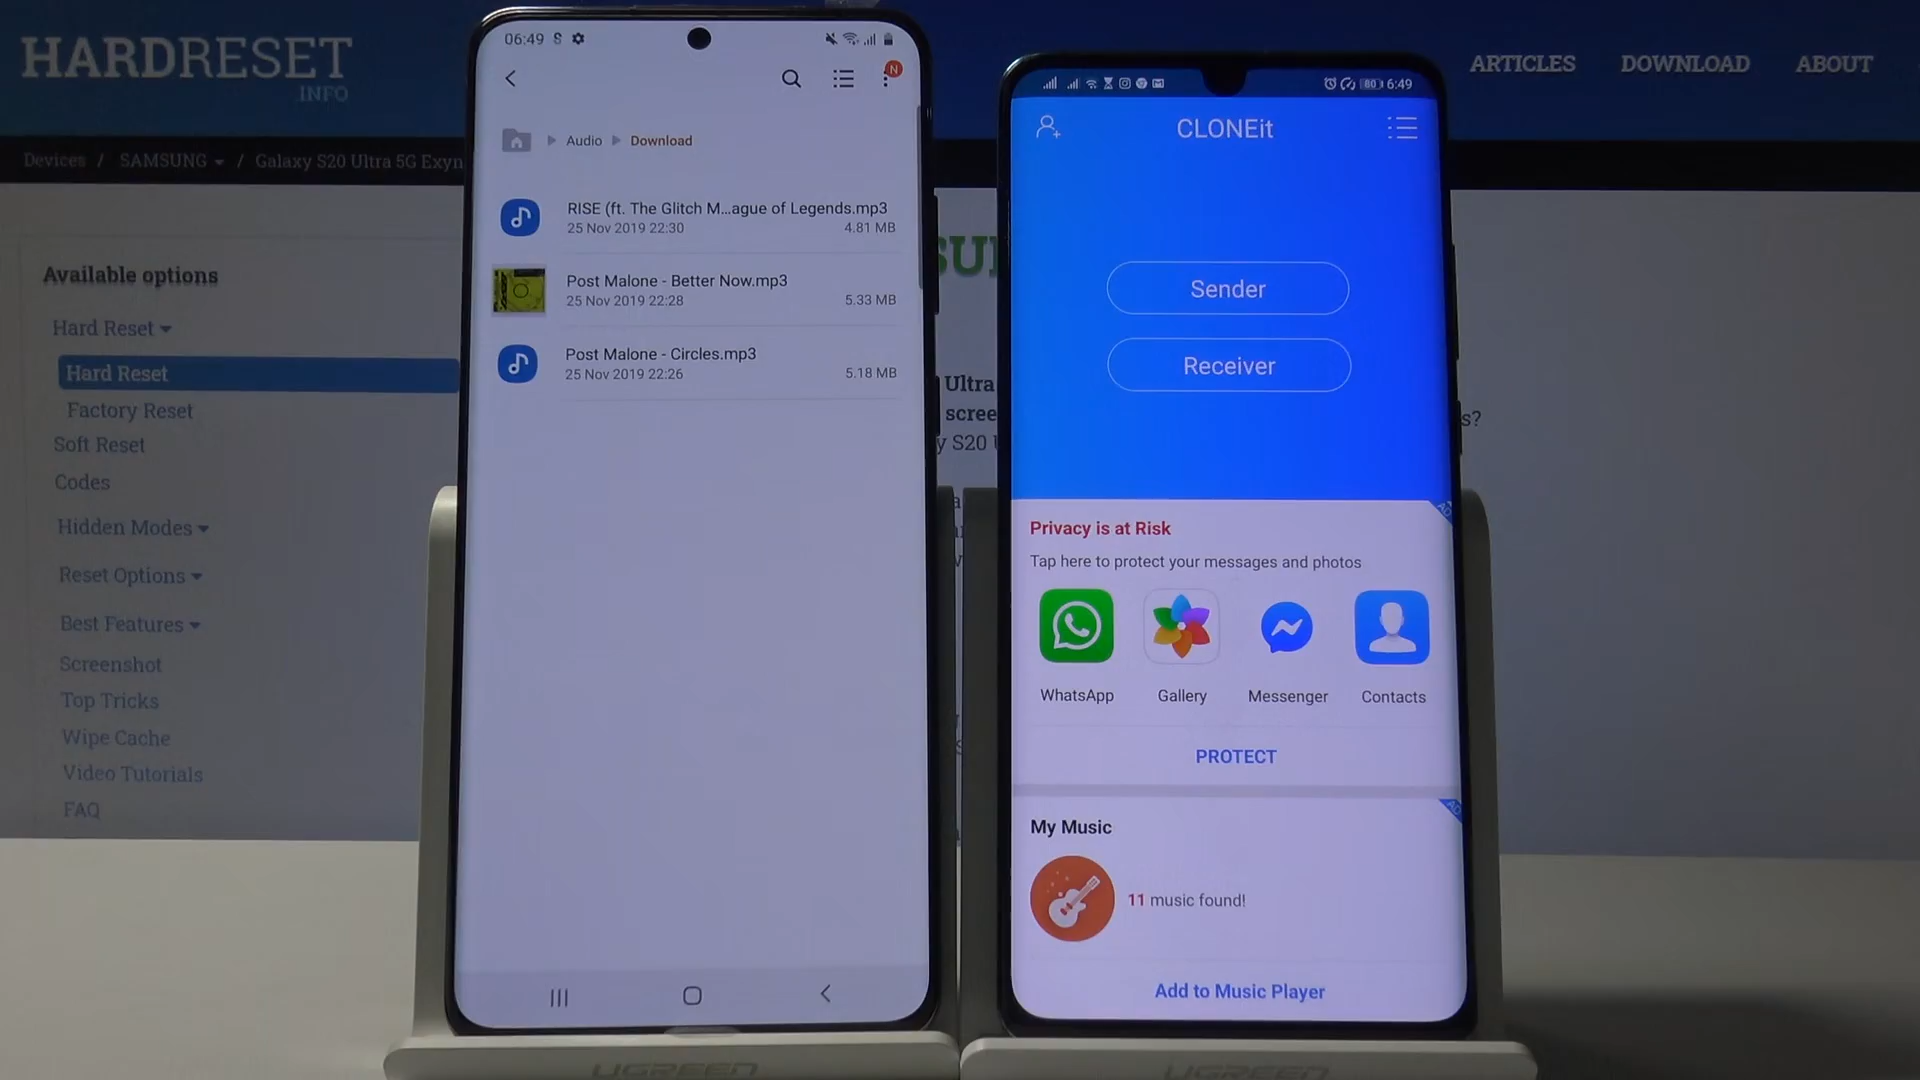 HARDRESET
INFO
ARTICLES
DOWNLOAD
ABOUT
Devices / SAMSUNG / Galaxy S20 Ultra 5G Exyn
Available options
Hard Reset
Hard Reset
Factory Reset
Soft Reset
Codes
Hidden Modes
Reset Options
Best Features
Screenshot
Top Tricks
Wipe Cache
Video Tutorials
FAQ
06:49
N
Audio
Download
RISE (ft. The Glitch M...ague of Legends.mp3
25 Nov 2019 22:30
4.81 MB
Post Malone - Better Now.mp3
25 Nov 2019 22:28
5.33 MB
Post Malone - Circles.mp3
25 Nov 2019 22:26
5.18 MB
UGREEN
Ultra
scree
y S20
s?
80 6:49
CLONEit
Sender
Receiver
AD
Privacy is at Risk
Tap here to protect your messages and photos
WhatsApp
Gallery
Messenger
Contacts
PROTECT
AD
My Music
11 music found!
Add to Music Player
UGREEN